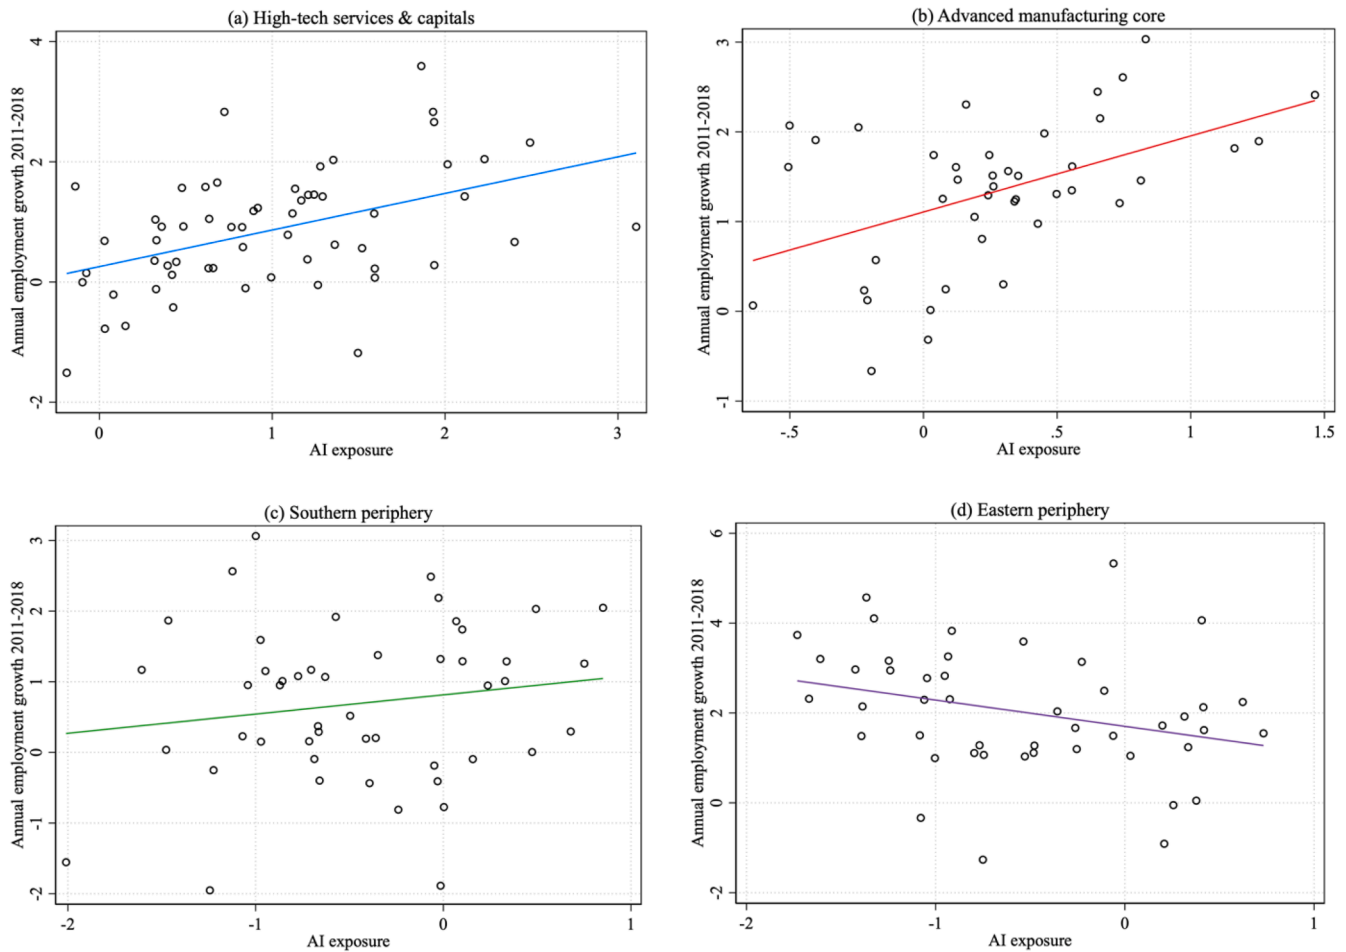 (a) High-tech services & capitals
Annual employment growth 2011-2018
4
2
0
-2
0 1 2 3
AI exposure
(b) Advanced manufacturing core
Annual employment growth 2011-2018
3
2
1
0
-1
-.5 0 .5 1 1.5
AI exposure
(c) Southern periphery
Annual employment growth 2011-2018
3
2
1
0
-1
-2
-2 -1 0 1
AI exposure
(d) Eastern periphery
Annual employment growth 2011-2018
6
4
2
0
-2
-2 -1 0 1
AI exposure